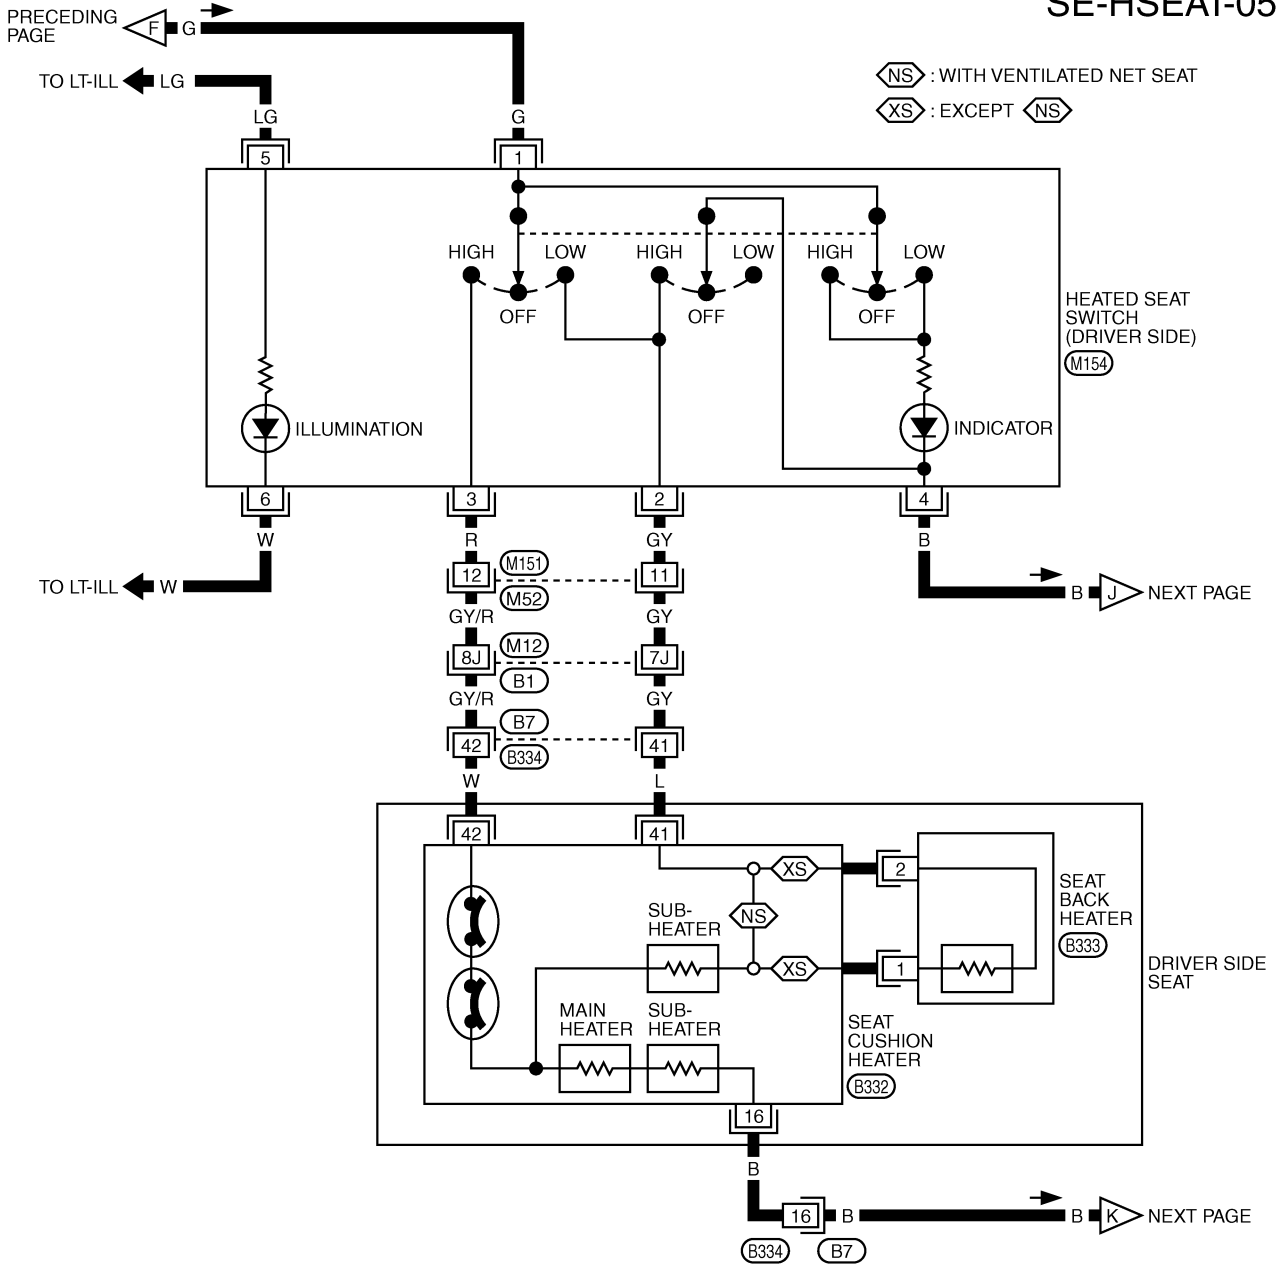 SE-HSEAT-05
PRECEDING
PAGE
F
G
TO LT-ILL
LG
NS : WITH VENTILATED NET SEAT
XS : EXCEPT NS
LG
G
5
1
HIGH
LOW
HIGH
LOW
HIGH
LOW
OFF
OFF
OFF
HEATED SEAT
SWITCH
(DRIVER SIDE)
M154
ILLUMINATION
INDICATOR
6
3
2
4
W
R
GY
B
TO LT-ILL
W
12
M151
M52
11
B
J
NEXT PAGE
GY/R
GY
8J
M12
B1
7J
GY/R
GY
42
B7
B334
41
W
L
42
41
XS
2
NS
SUB-
HEATER
XS
1
SEAT
BACK
HEATER
B333
DRIVER SIDE
SEAT
MAIN
HEATER
SUB-
HEATER
SEAT
CUSHION
HEATER
B332
16
B
16
B
B
K
NEXT PAGE
B334
B7